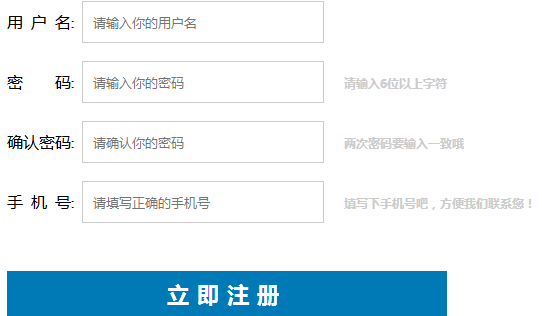 用 户 名: 请输入你的用户名
密 码: 请输入你的密码 请输入6位以上字符
确认密码: 请确认你的密码 两次密码要输入一致哦
手 机 号: 请填写正确的手机号 填写下手机号吧，方便我们联系您！
立 即 注 册